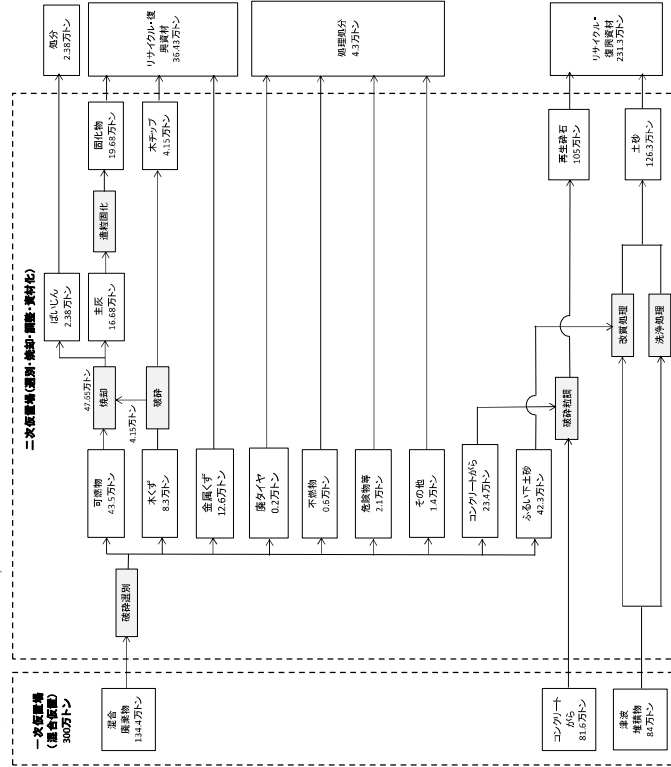 一次仮置場
(混合仮置)
300万トン
混合
廃棄物
134.4万トン
コンクリート
がら
81.6万トン
津波
堆積物
84万トン
二次仮置場(選別・焼却・調整・資材化)
破砕選別
可燃物
43.5万トン
木くず
8.3万トン
金属くず
12.6万トン
廃タイヤ
0.2万トン
不燃物
0.6万トン
危険物等
2.1万トン
その他
1.4万トン
コンクリートがら
23.4万トン
ふるい下土砂
42.3万トン
47.65万トン
焼却
4.15万トン
破砕
破砕粒調
改質処理
洗浄処理
ばいじん
2.38万トン
主灰
16.68万トン
造粒固化
固化物
19.68万トン
木チップ
4.15万トン
再生砕石
105万トン
土砂
126.3万トン
処分
2.38万トン
リサイクル・復
興資材
36.43万トン
処理処分
4.3万トン
リサイクル・
復興資材
231.3万トン